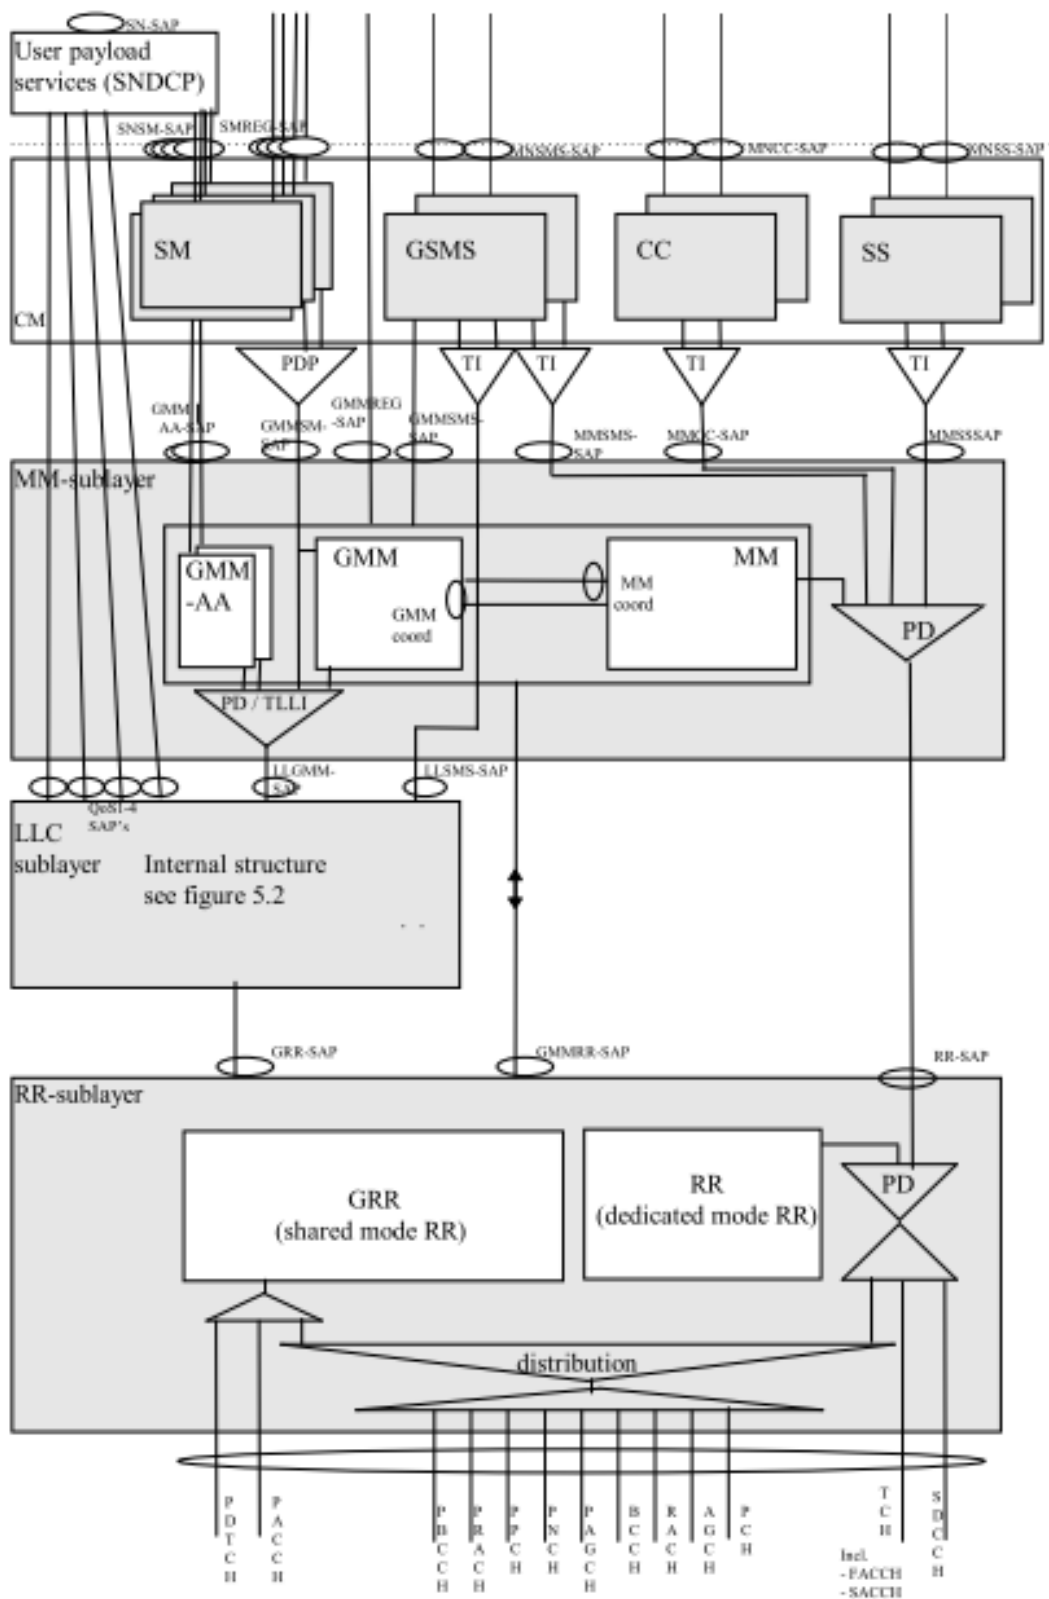 SN-SAP
User payload
services (SNDCP)
SNSM-SAP
SMREG-SAP
MNSMS-SAP
MNCC-SAP
MNSS-SAP
SM
GSMS
CC
SS
CM
PDP
TI
TI
TI
TI
GMM
AA-SAP
GMMSM-
SAP
GMMREG
-SAP
GMMSMS-
SAP
MMSMS-
SAP
MMCC-SAP
MMSSSAP
MM-sublayer
GMM
-AA
GMM
GMM
coord
MM
MM
coord
PD
PD / TLLI
LLGMM-
SAP
LLSMS-SAP
QoS1-4
SAP's
LLC
sublayer
Internal structure
see figure 5.2
- -
GRR-SAP
GMMRR-SAP
RR-SAP
RR-sublayer
GRR
(shared mode RR)
RR
(dedicated mode RR)
PD
distribution
PDTCH
PACCH
PBCCH
PRACH
PPCH
PNCH
PAGCH
BCCH
RACH
AGCH
PCH
TCH
SDCCH
Incl.
- FACCH
- SACCH